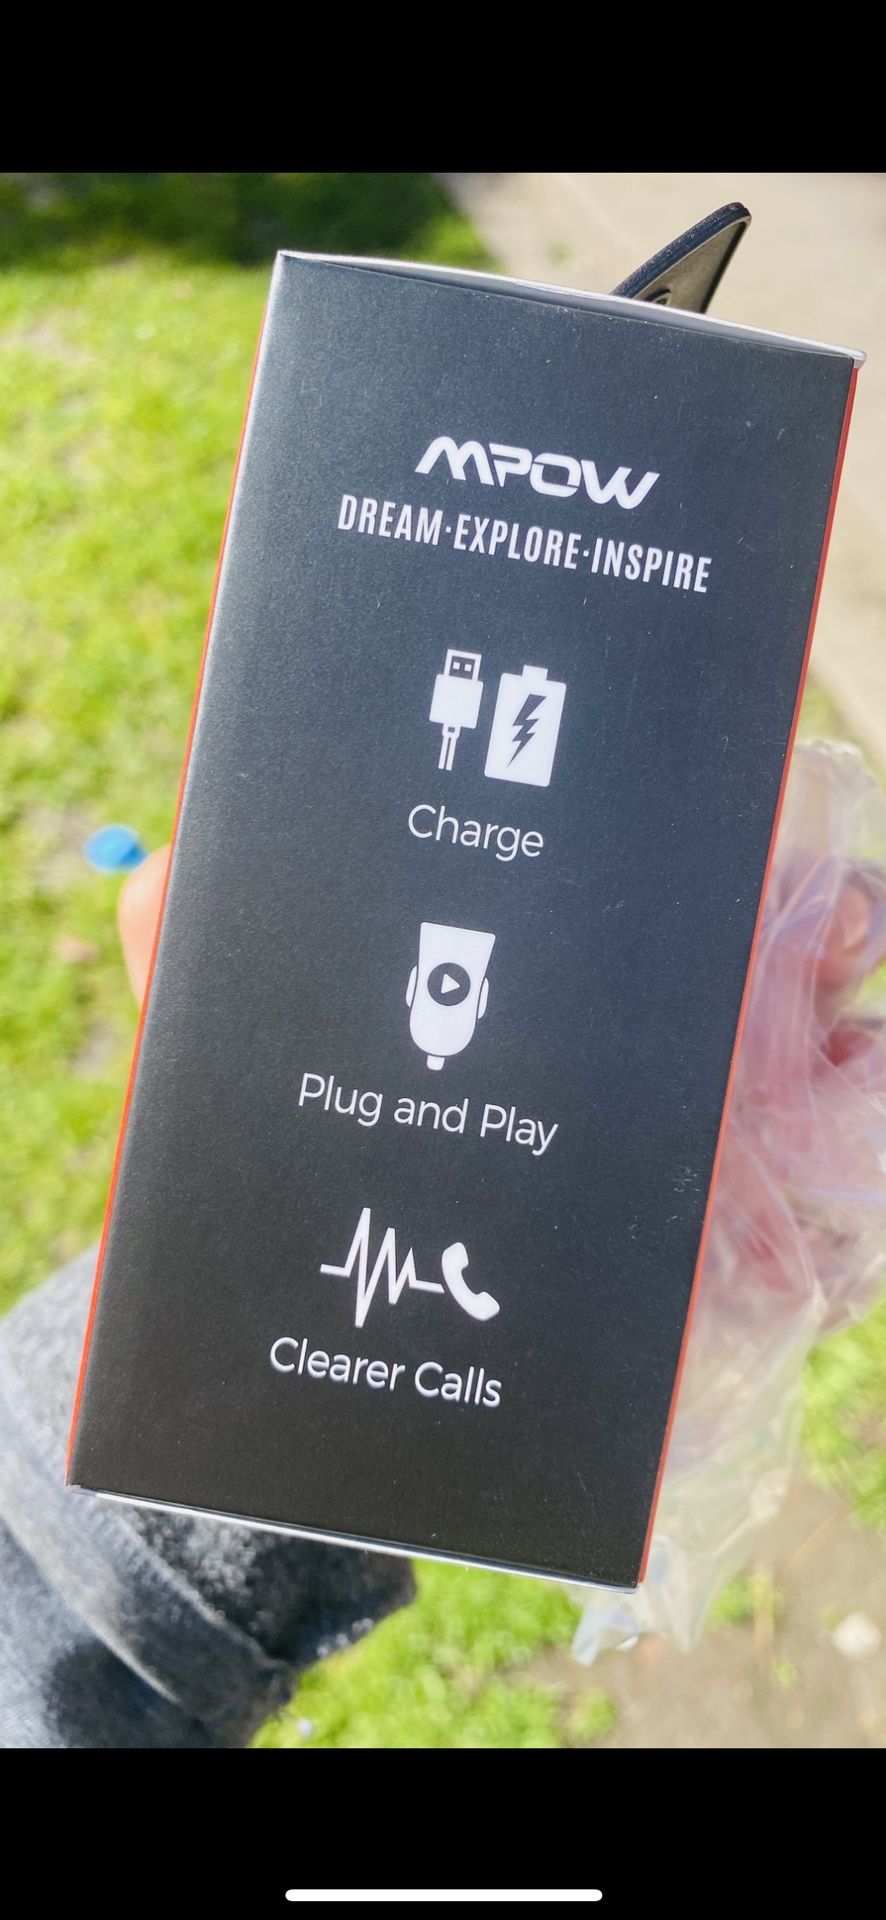 MPOW
DREAM·EXPLORE·INSPIRE
Charge
Plug and Play
Clearer Calls